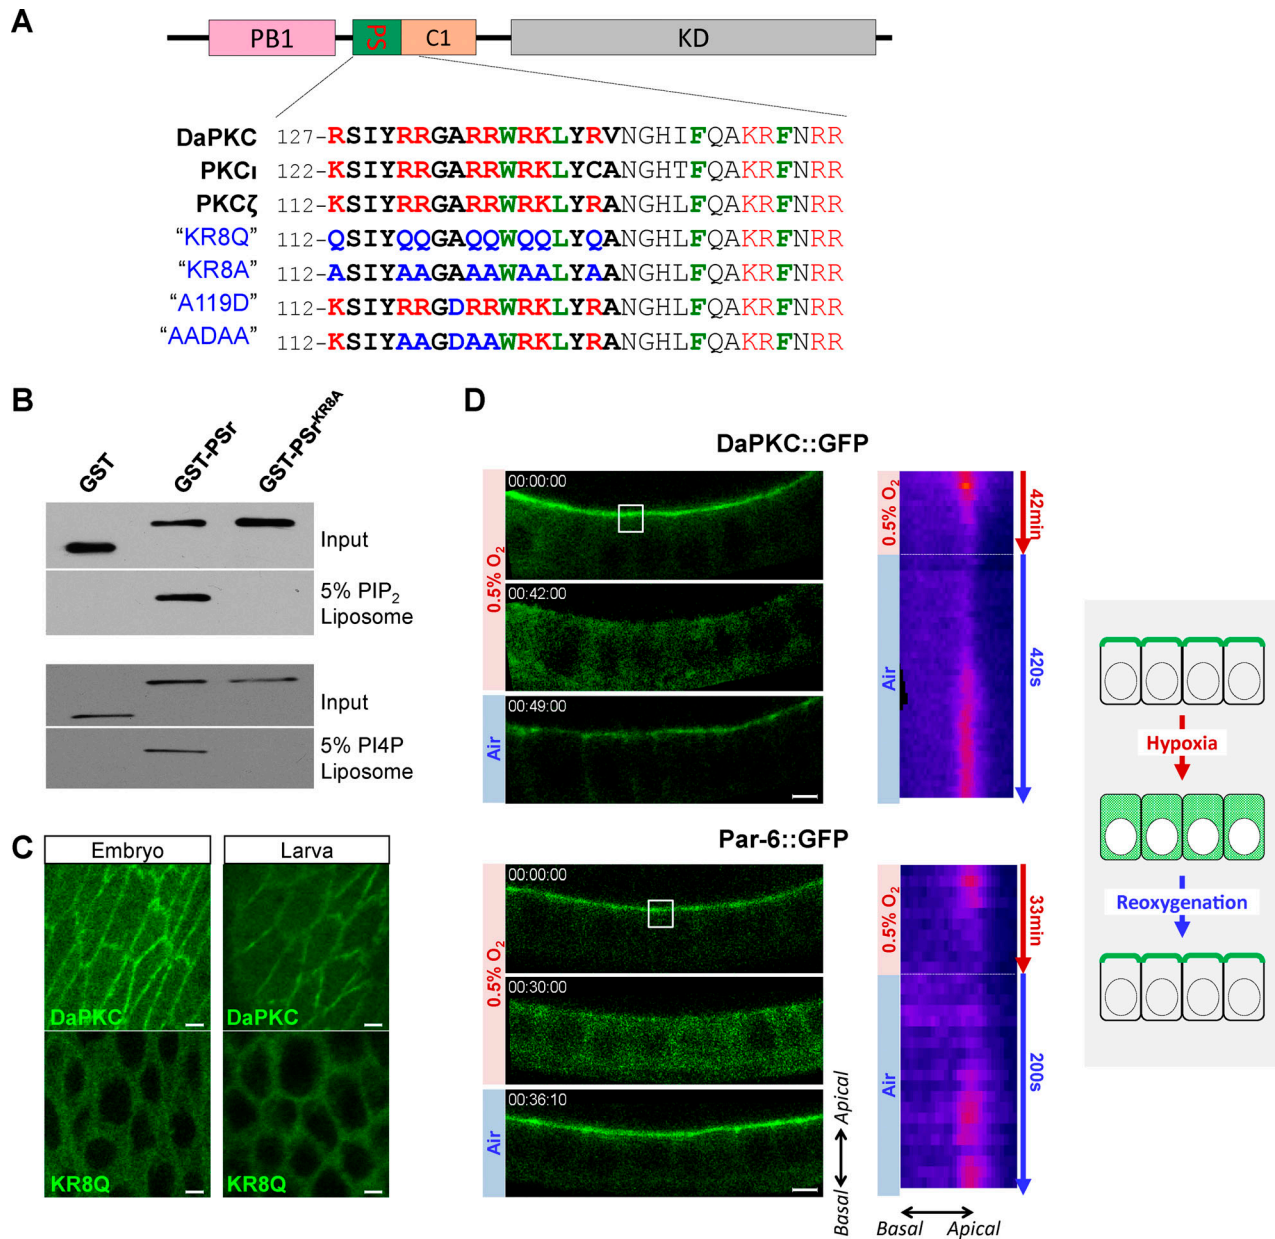 A
PB1
PS
C1
KD
DaPKC 127-RSIYRRGARRWRKLYRVNGHIFQAKRFNRR
PKCι 122-KSIYRRGARRWRKLYCANGHTFQAKRFNRR
PKCζ 112-KSIYRRGARRWRKLYRANGHLFQAKRFNRR
“KR8Q” 112-QSIYQQGAQQWQQLYQANGHLFQAKRFNRR
“KR8A” 112-ASIYAAGAAAWAALYAANGHLFQAKRFNRR
“A119D” 112-KSIYRRGDRRWRKLYRANGHLFQAKRFNRR
“AADAA” 112-KSIYAAGDAAWRKLYRANGHLFQAKRFNRR
B
GST
GST-PSr
GST-PSrKR8A
Input
5% PIP2
Liposome
Input
5% PI4P
Liposome
C
Embryo
Larva
DaPKC
DaPKC
KR8Q
KR8Q
D
DaPKC::GFP
0.5% O2
Air
00:00:00
00:42:00
00:49:00
0.5% O2
Air
42min
420s
Par-6::GFP
0.5% O2
Air
00:00:00
00:30:00
00:36:10
Basal
Apical
0.5% O2
Air
33min
200s
Basal
Apical
Hypoxia
Reoxygenation